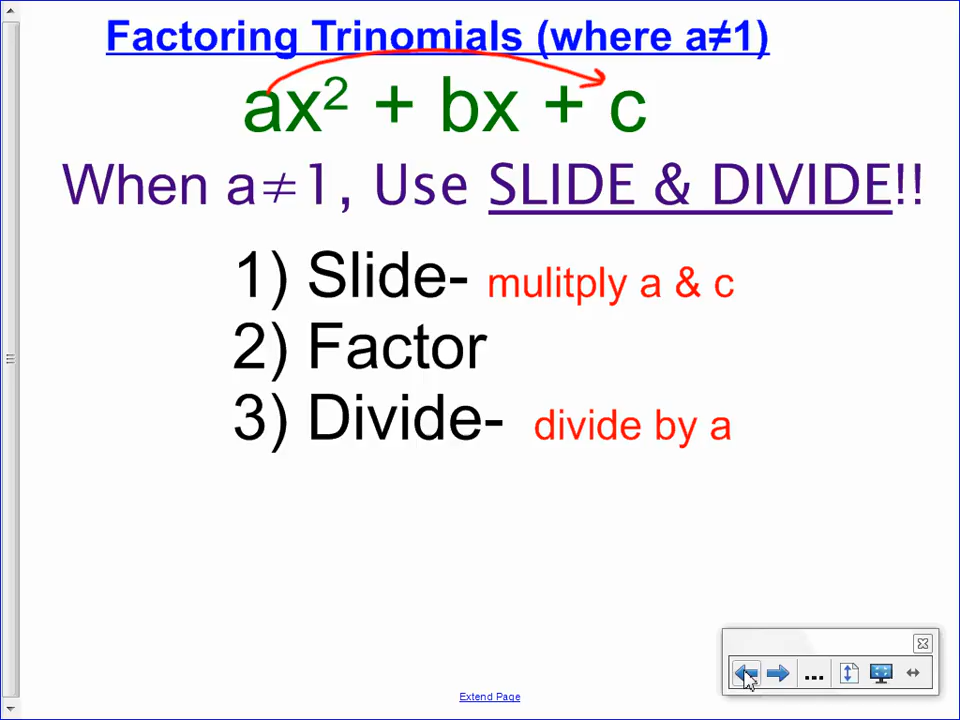 Factoring Trinomials (where a≠1)
ax² + bx + c
When a≠1, Use SLIDE & DIVIDE!!
1) Slide- mulitply a & c
2) Factor
3) Divide- divide by a
...
Extend Page